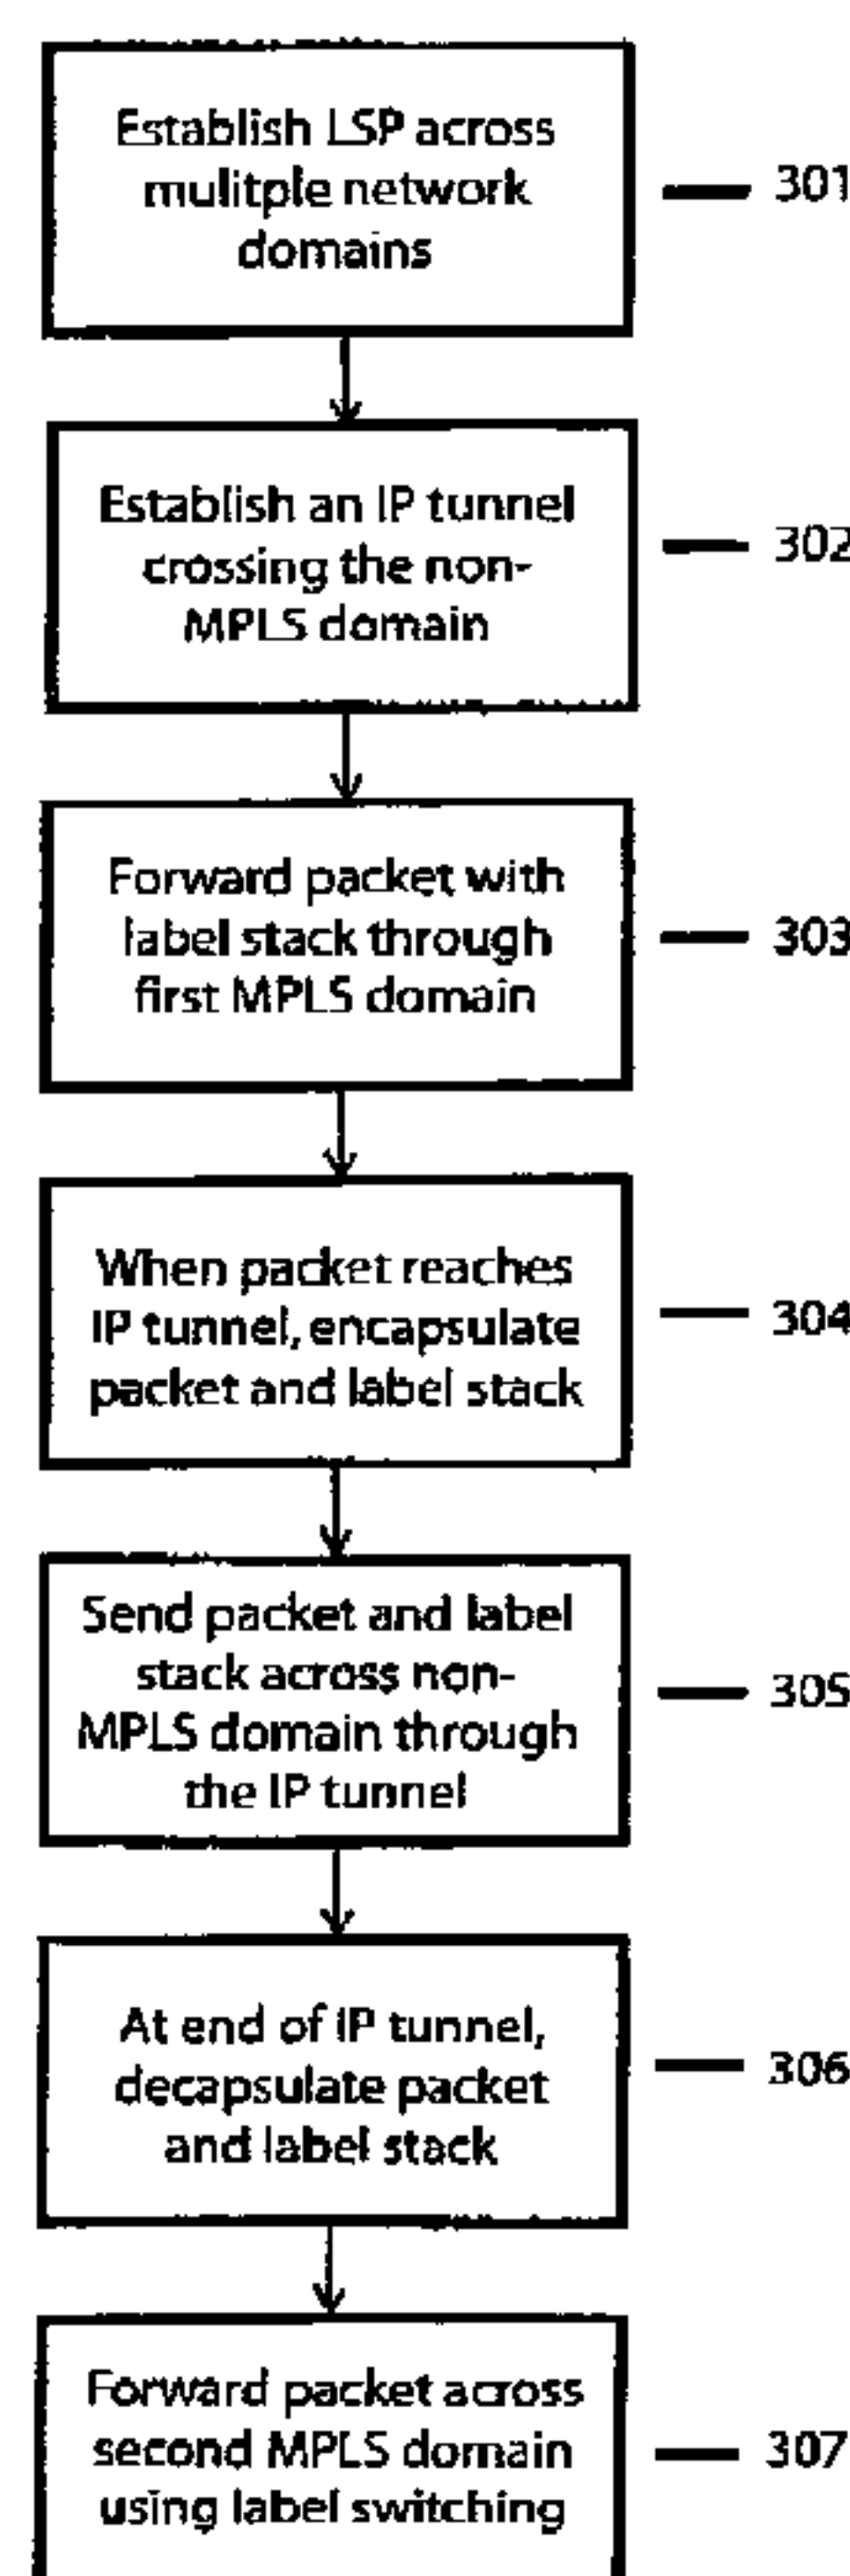 Establish LSP across
mulitple network
domains
301
Establish an IP tunnel
crossing the non-
MPLS domain
302
Forward packet with
label stack through
first MPLS domain
303
When packet reaches
IP tunnel, encapsulate
packet and label stack
304
Send packet and label
stack across non-
MPLS domain through
the IP tunnel
305
At end of IP tunnel,
decapsulate packet
and label stack
306
Forward packet across
second MPLS domain
using label switching
307